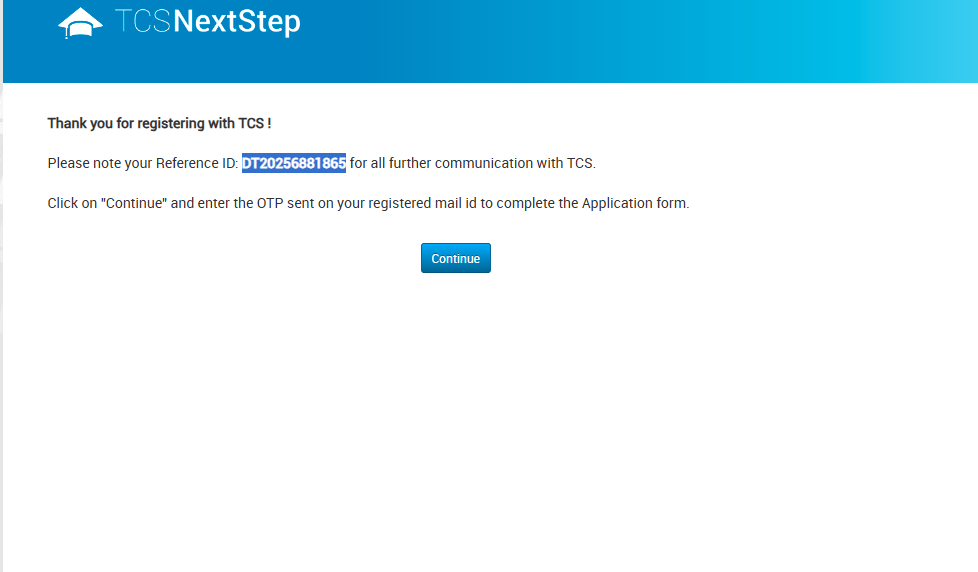 TCSNextStep
Thank you for registering with TCS !
Please note your Reference ID: DT20256881865 for all further communication with TCS.
Click on "Continue" and enter the OTP sent on your registered mail id to complete the Application form.
Continue